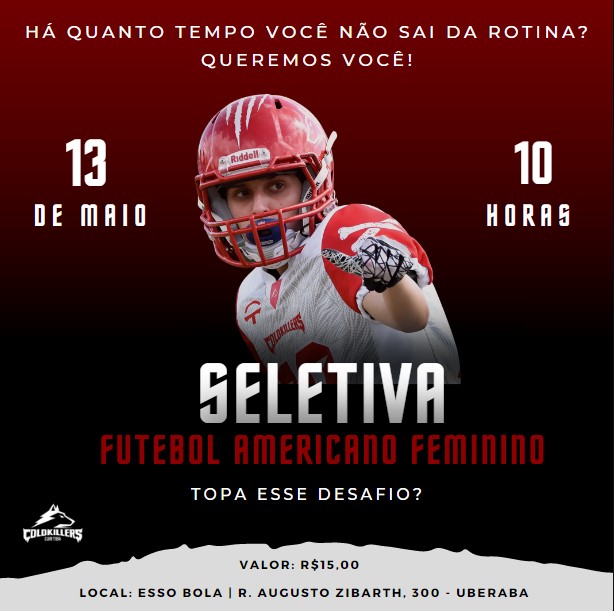 HÁ QUANTO TEMPO VOCÊ NÃO SAI DA ROTINA?
QUEREMOS VOCÊ!
13
DE MAIO
10
HORAS
Riddell
COLDKILLERS
SELETIVA
FUTEBOL AMERICANO FEMININO
TOPA ESSE DESAFIO?
COLDKILLERS
CURITIBA
VALOR: R$15,00
LOCAL: ESSO BOLA | R. AUGUSTO ZIBARTH, 300 - UBERABA